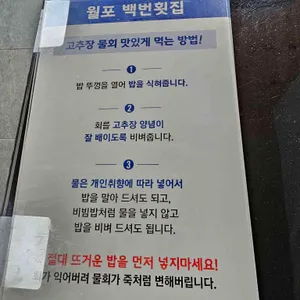 월포 백번횟집
고추장 물회 맛있게 먹는 방법!
1
밥 뚜껑을 열어 밥을 식혀줍니다.
2
회를 고추장 양념이
잘 배이도록 비벼줍니다.
3
물은 개인취향에 따라 넣어서
밥을 말아 드셔도 되고,
비빔밥처럼 물을 넣지 않고
밥을 비벼 드셔도 됩니다.
절대 뜨거운 밥을 먼저 넣지마세요!
회가 익어버려 물회가 죽처럼 변해버립니다.